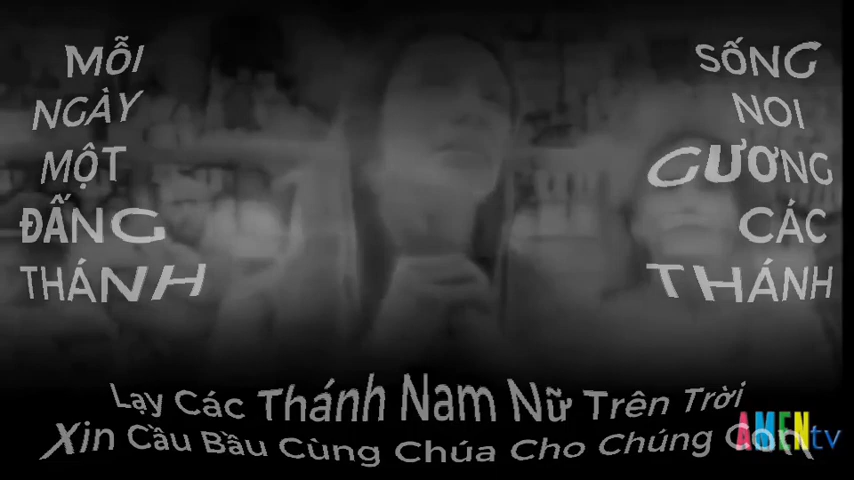 MỖI
NGÀY
MỘT
ĐẤNG
THÁNH
SỐNG
NOI
GƯƠNG
CÁC
THÁNH
Lạy Các Thánh Nam Nữ Trên Trời
Xin Cầu Bầu Cùng Chúa Cho Chúng Con
AMEN tv